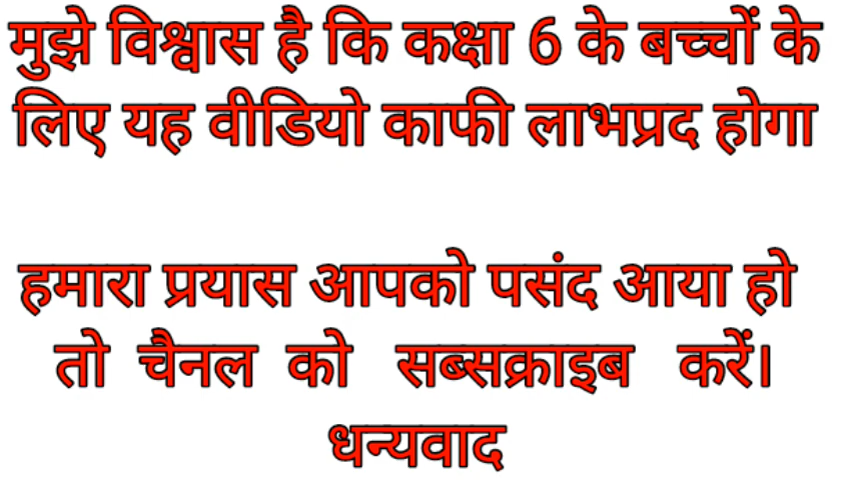 मुझे विश्वास है कि कक्षा 6 के बच्चों के
लिए यह वीडियो काफी लाभप्रद होगा
हमारा प्रयास आपको पसंद आया हो
तो चैनल को सब्सक्राइब करें।
धन्यवाद